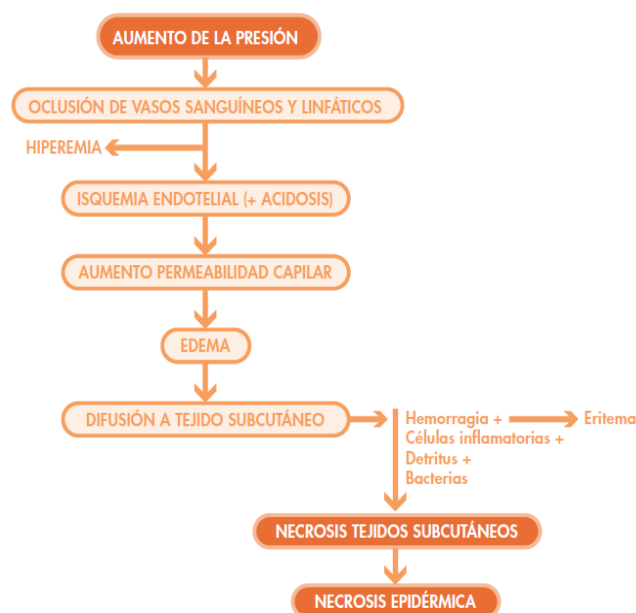 AUMENTO DE LA PRESIÓN
OCLUSIÓN DE VASOS SANGUÍNEOS Y LINFÁTICOS
HIPEREMIA
ISQUEMIA ENDOTELIAL (+ ACIDOSIS)
AUMENTO PERMEABILIDAD CAPILAR
EDEMA
DIFUSIÓN A TEJIDO SUBCUTÁNEO
Hemorragia +
Eritema
Células inflamatorias +
Detritus +
Bacterias
NECROSIS TEJIDOS SUBCUTÁNEOS
NECROSIS EPIDÉRMICA